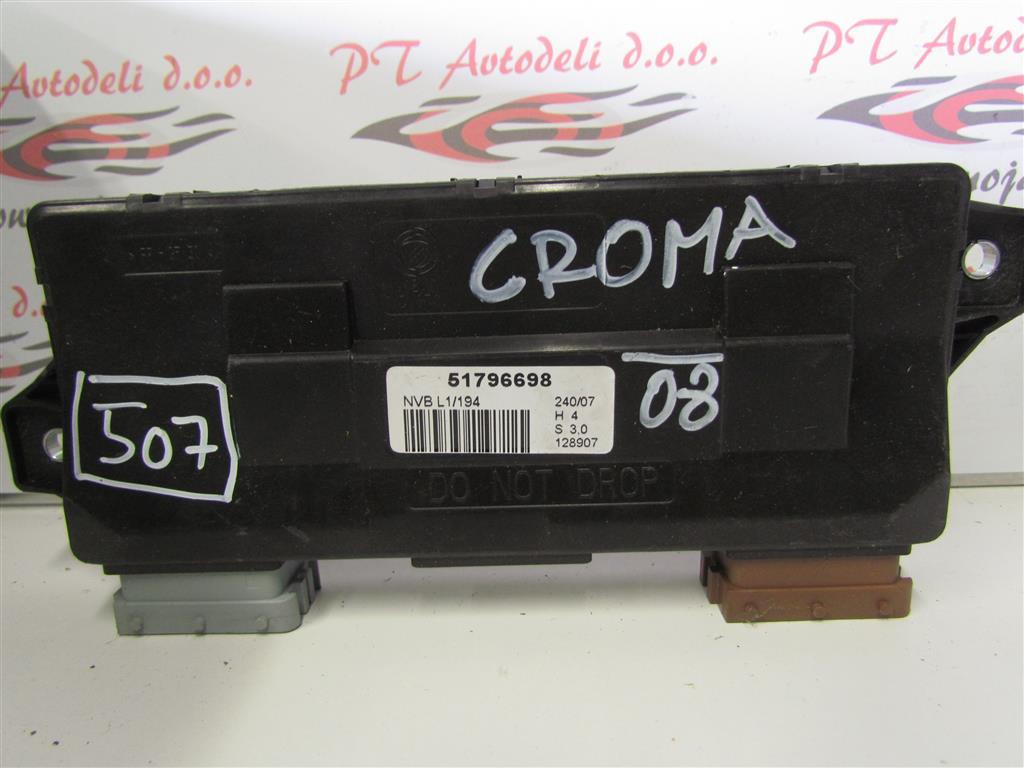 PT Avtodeli d.o.o.
PT Avtodeli d.o.o.
PT Avtodeli d.o.o.
CROMA
51796698
NVB L1/194
240/07
H 4
S 3,0
128907
08
507
DO NOT DROP